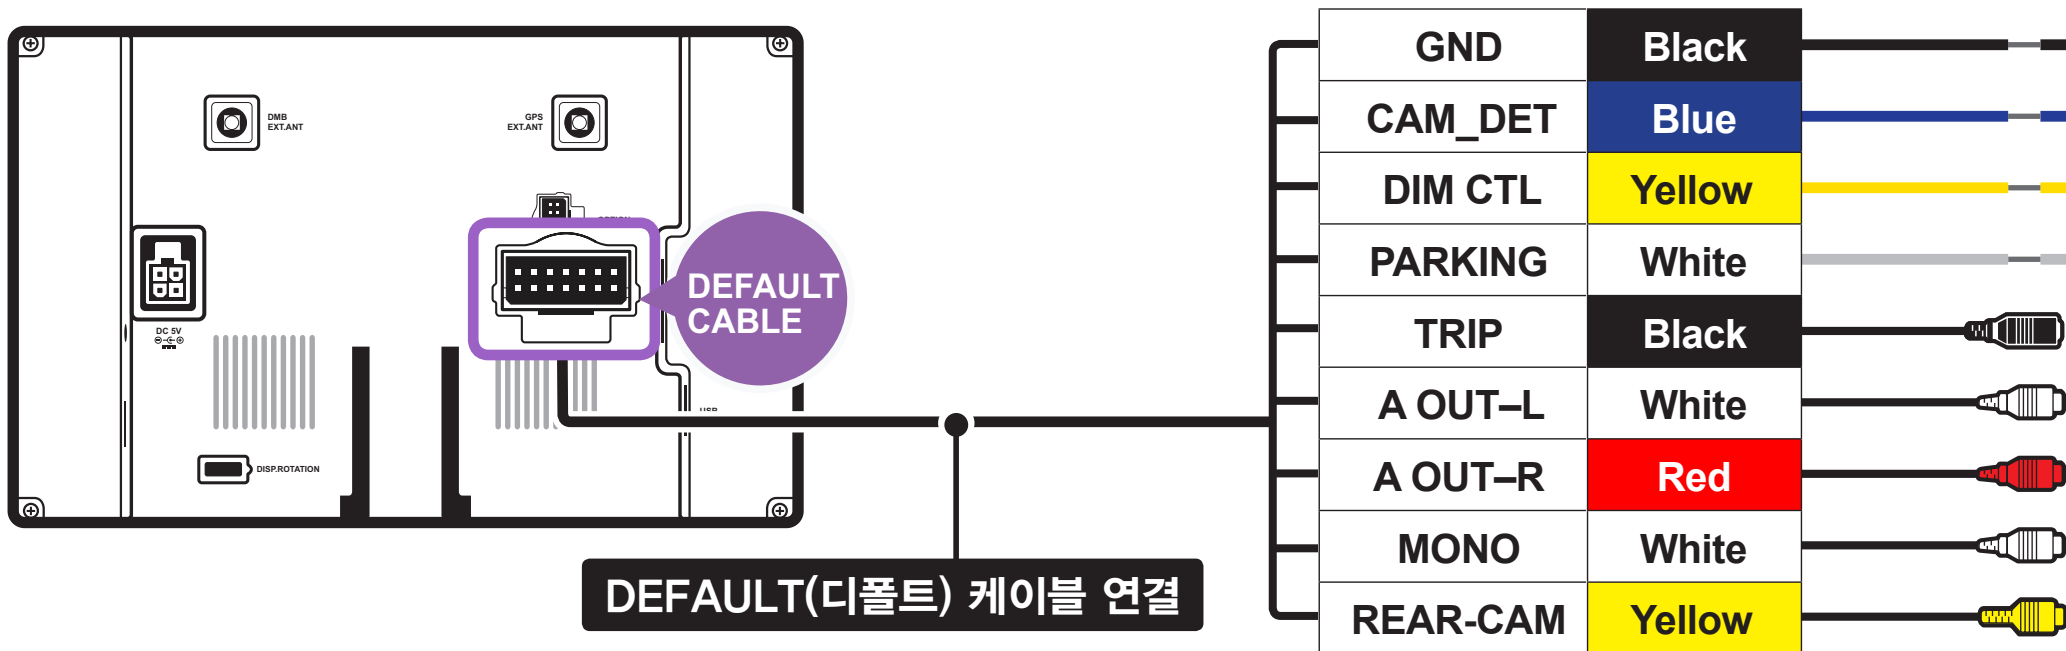 DMB
EXT.ANT
GPS
EXT.ANT
OPTION
DC 5V
DEFAULT
CABLE
USB
DISP.ROTATION
DEFAULT(디폴트) 케이블 연결
GND Black
CAM_DET Blue
DIM CTL Yellow
PARKING White
TRIP Black
A OUT–L White
A OUT–R Red
MONO White
REAR-CAM Yellow